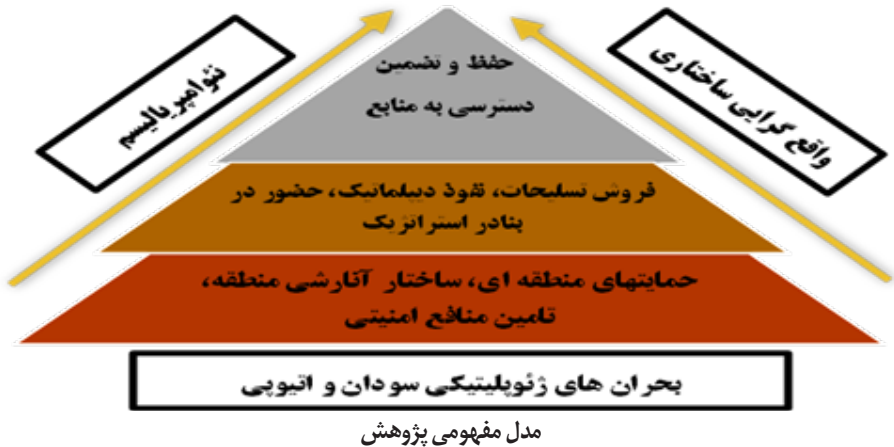 نئوامپریالیسم
واقع گرایی ساختاری
حفظ و تضمین
دسترسی به منابع
فروش تسلیحات، نفوذ دیپلماتیک، حضور در
بنادر استراتژیک
حمایتهای منطقه ای، ساختار آنارشی منطقه،
تامین منافع امنیتی
بحران های ژئوپلیتیکی سودان و اتیوپی
مدل مفهومی پژوهش